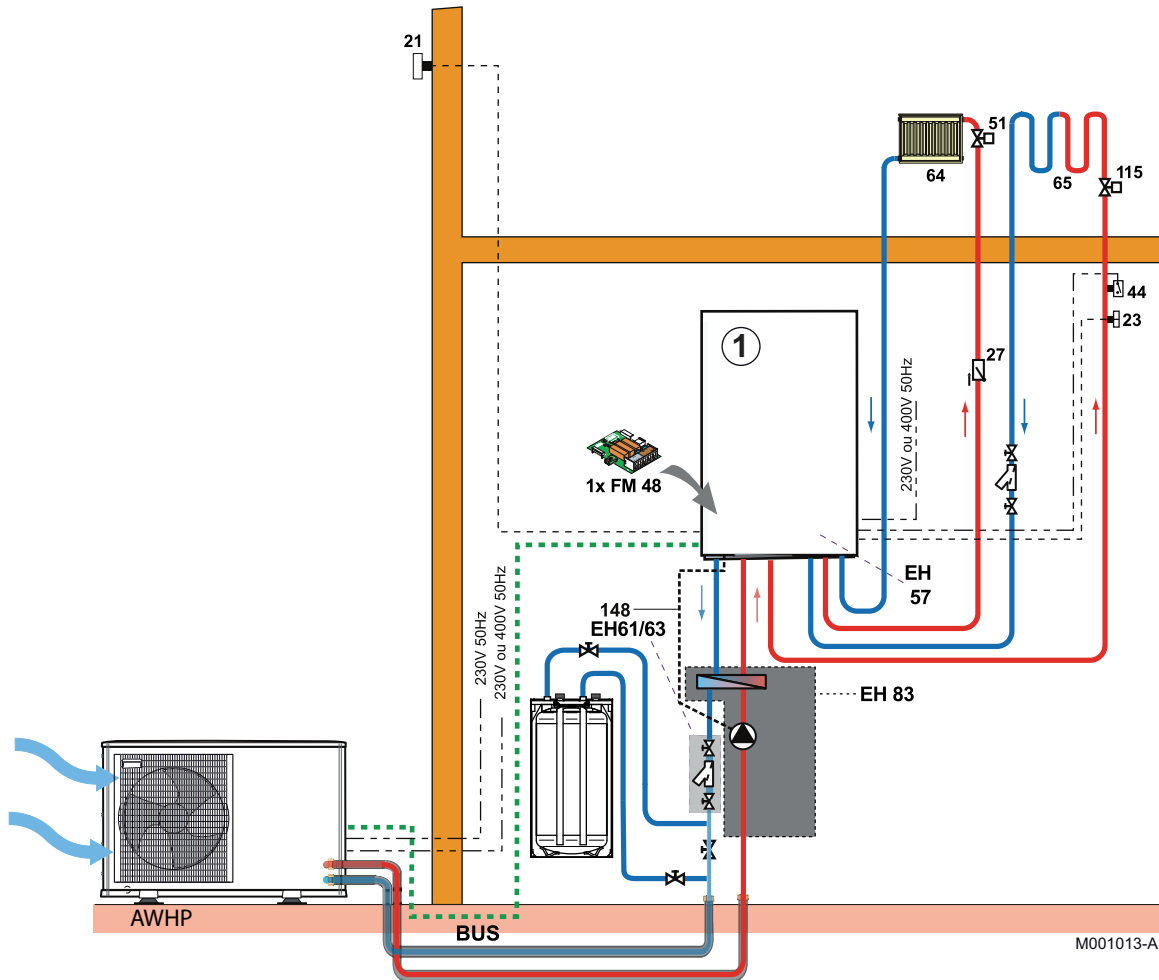 21
51
64
65
115
44
23
1
27
230V ou 400V 50Hz
1x FM 48
EH
57
148
EH61/63
230V 50Hz
230V ou 400V 50Hz
EH 83
AWHP
BUS
M001013-A